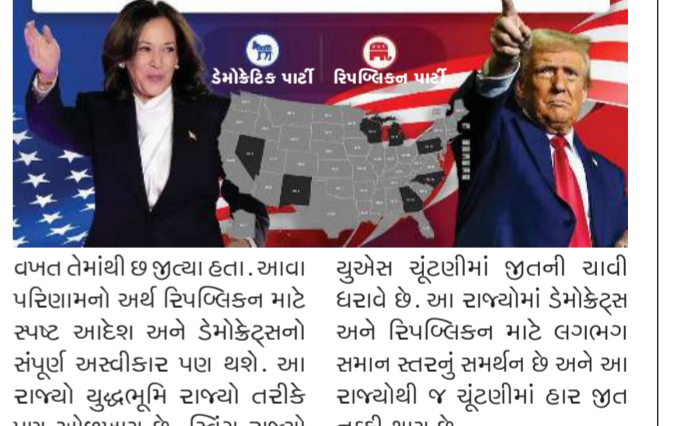 ડેમોક્રેટિક પાર્ટી
રિપબ્લિકન પાર્ટી
વખત તેમાંથી છ જીત્યા હતા. આવા
પરિણામનો અર્થ રિપબ્લિકન માટે
સ્પષ્ટ આદેશ અને ડેમોક્રેટ્સનો
સંપૂર્ણ અસ્વીકાર પણ થશે. આ
રાજ્યો યુદ્ધભૂમિ રાજ્યો તરીકે
યુએસ ચૂંટણીમાં જીતની ચાવી
ધરાવે છે. આ રાજ્યોમાં ડેમોક્રેટ્સ
અને રિપબ્લિકન માટે લગભગ
સમાન સ્તરનું સમર્થન છે અને આ
રાજ્યોથી જ ચૂંટણીમાં હાર જીત